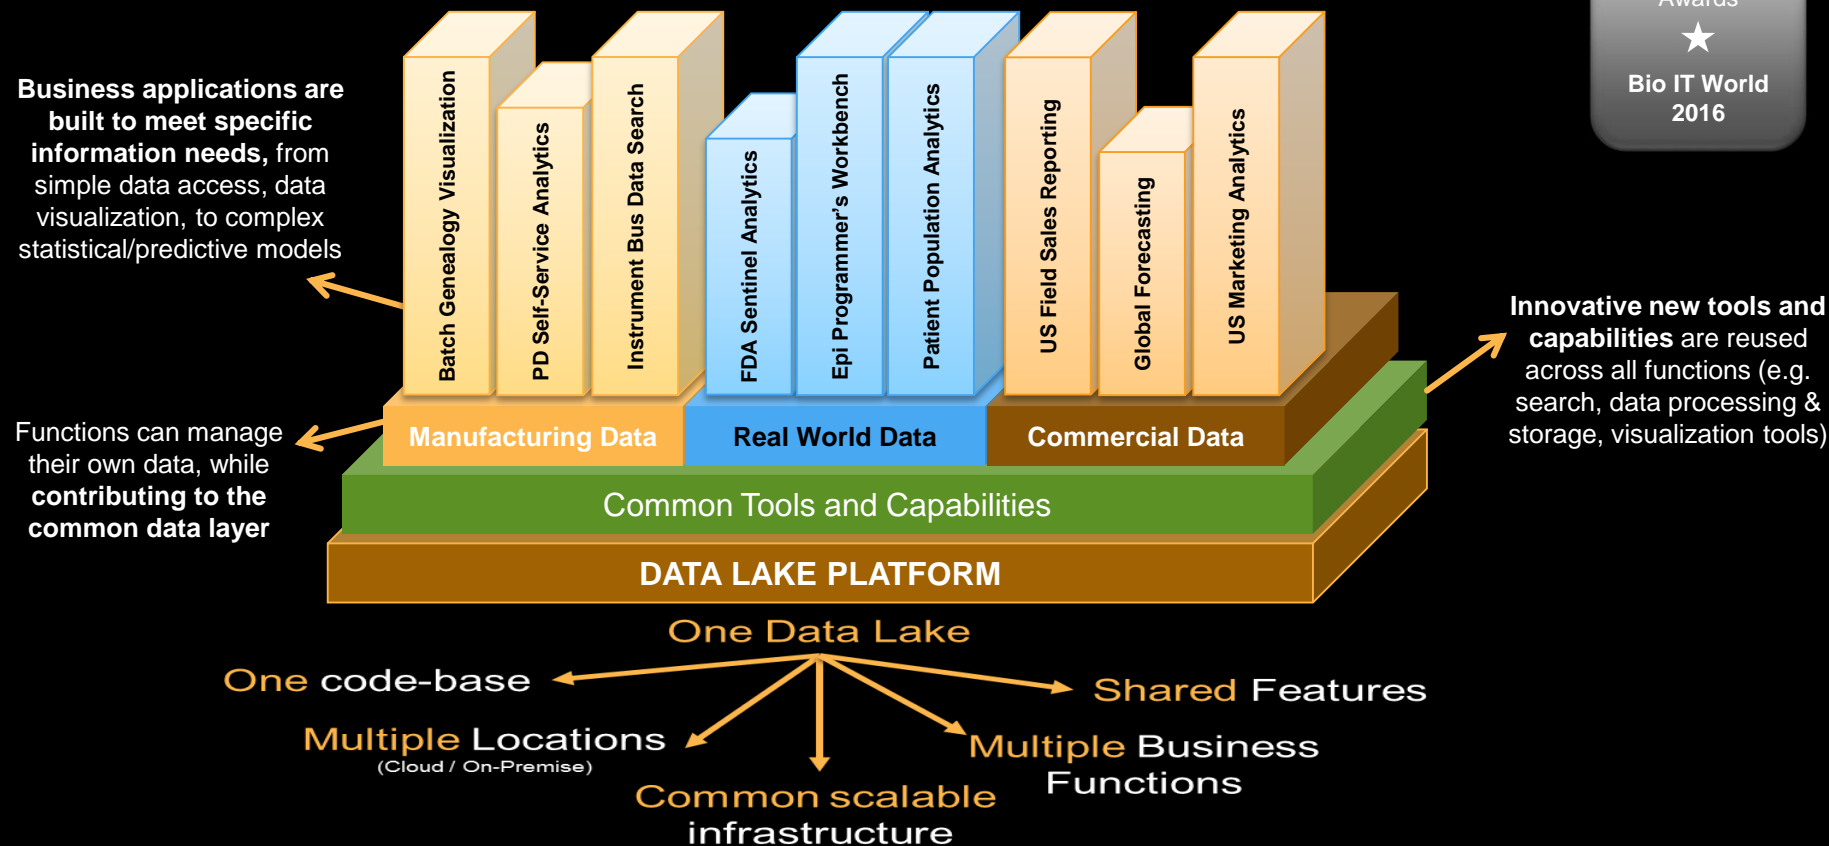 Awards
Bio IT World
2016
Business applications are
built to meet specific
information needs, from
simple data access, data
visualization, to complex
statistical/predictive models
Functions can manage
their own data, while
contributing to the
common data layer
Batch Genealogy Visualization
PD Self-Service Analytics
Instrument Bus Data Search
FDA Sentinel Analytics
Epi Programmer's Workbench
Patient Population Analytics
US Field Sales Reporting
Global Forecasting
US Marketing Analytics
Innovative new tools and
capabilities are reused
across all functions (e.g.
search, data processing &
storage, visualization tools)
Manufacturing Data
Real World Data
Commercial Data
Common Tools and Capabilities
DATA LAKE PLATFORM
One Data Lake
One code-base
Shared Features
Multiple Locations
(Cloud / On-Premise)
Multiple Business
Functions
Common scalable
infrastructure